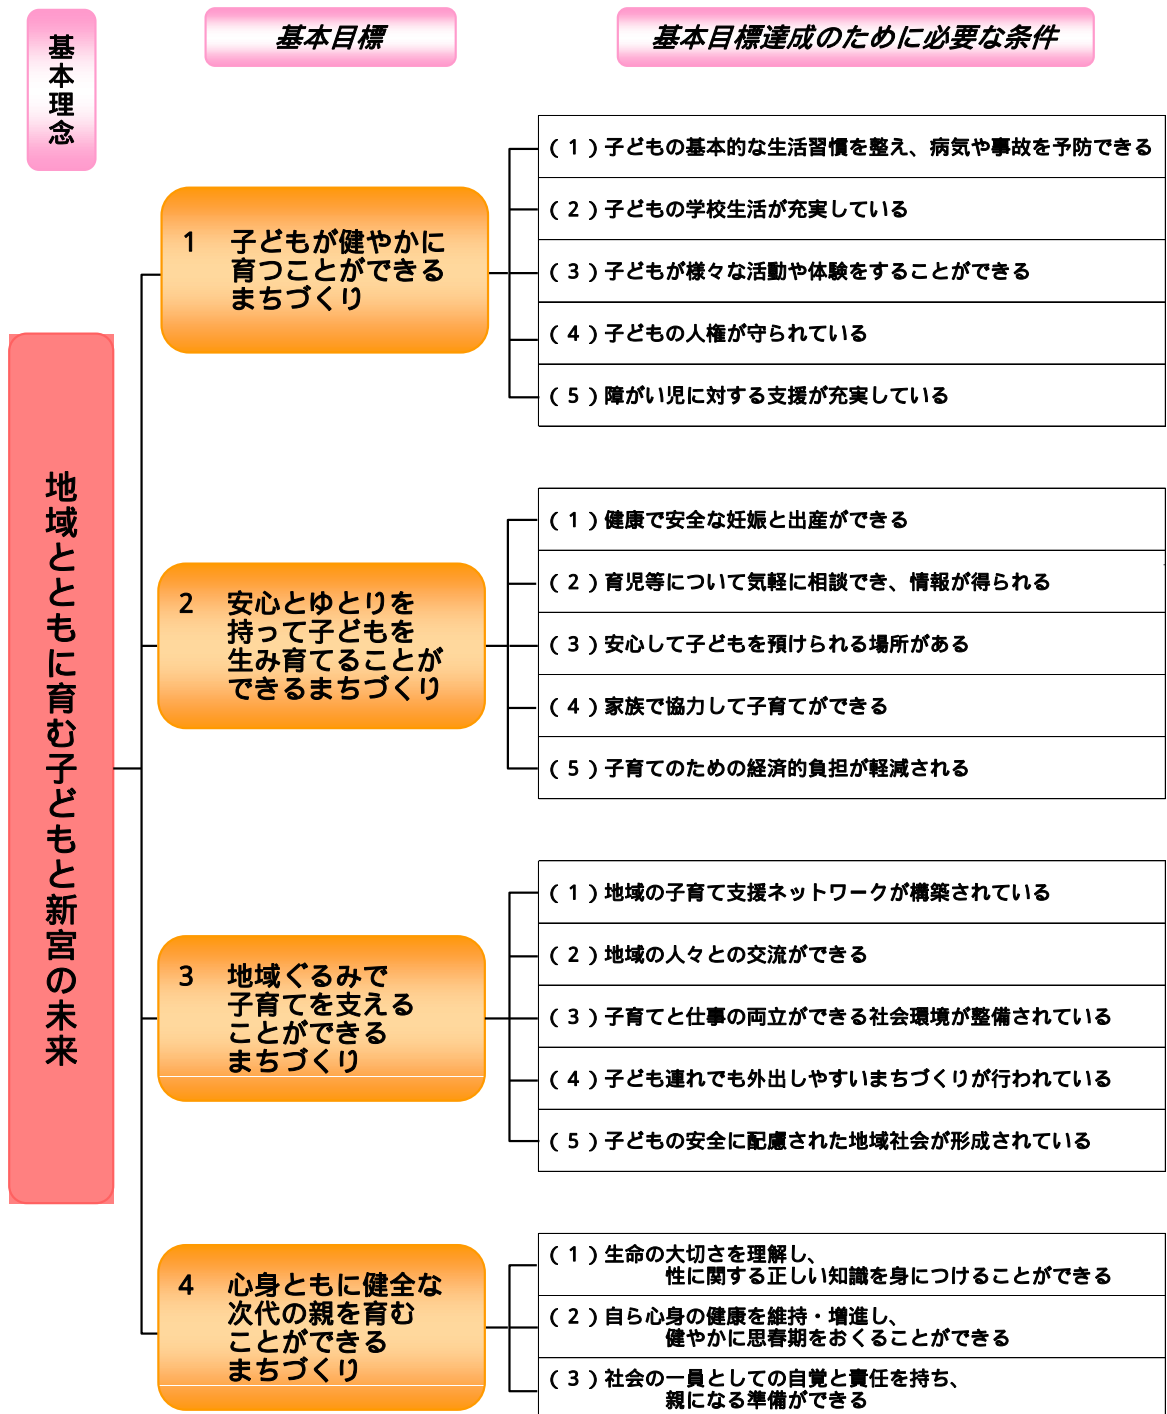 基本理念
基本目標
基本目標達成のために必要な条件
地域とともに育む子どもと新宮の未来
1 子どもが健やかに
育つことができる
まちづくり
(1)子どもの基本的な生活習慣を整え、病気や事故を予防できる
(2)子どもの学校生活が充実している
(3)子どもが様々な活動や体験をすることができる
(4)子どもの人権が守られている
(5)障がい児に対する支援が充実している
2 安心とゆとりを
持って子どもを
生み育てることが
できるまちづくり
(1)健康で安全な妊娠と出産ができる
(2)育児等について気軽に相談でき、情報が得られる
(3)安心して子どもを預けられる場所がある
(4)家族で協力して子育てができる
(5)子育てのための経済的負担が軽減される
3 地域ぐるみで
子育てを支える
ことができる
まちづくり
(1)地域の子育て支援ネットワークが構築されている
(2)地域の人々との交流ができる
(3)子育てと仕事の両立ができる社会環境が整備されている
(4)子ども連れでも外出しやすいまちづくりが行われている
(5)子どもの安全に配慮された地域社会が形成されている
4 心身ともに健全な
次代の親を育む
ことができる
まちづくり
(1)生命の大切さを理解し、
性に関する正しい知識を身につけることができる
(2)自ら心身の健康を維持・増進し、
健やかに思春期をおくることができる
(3)社会の一員としての自覚と責任を持ち、
親になる準備ができる